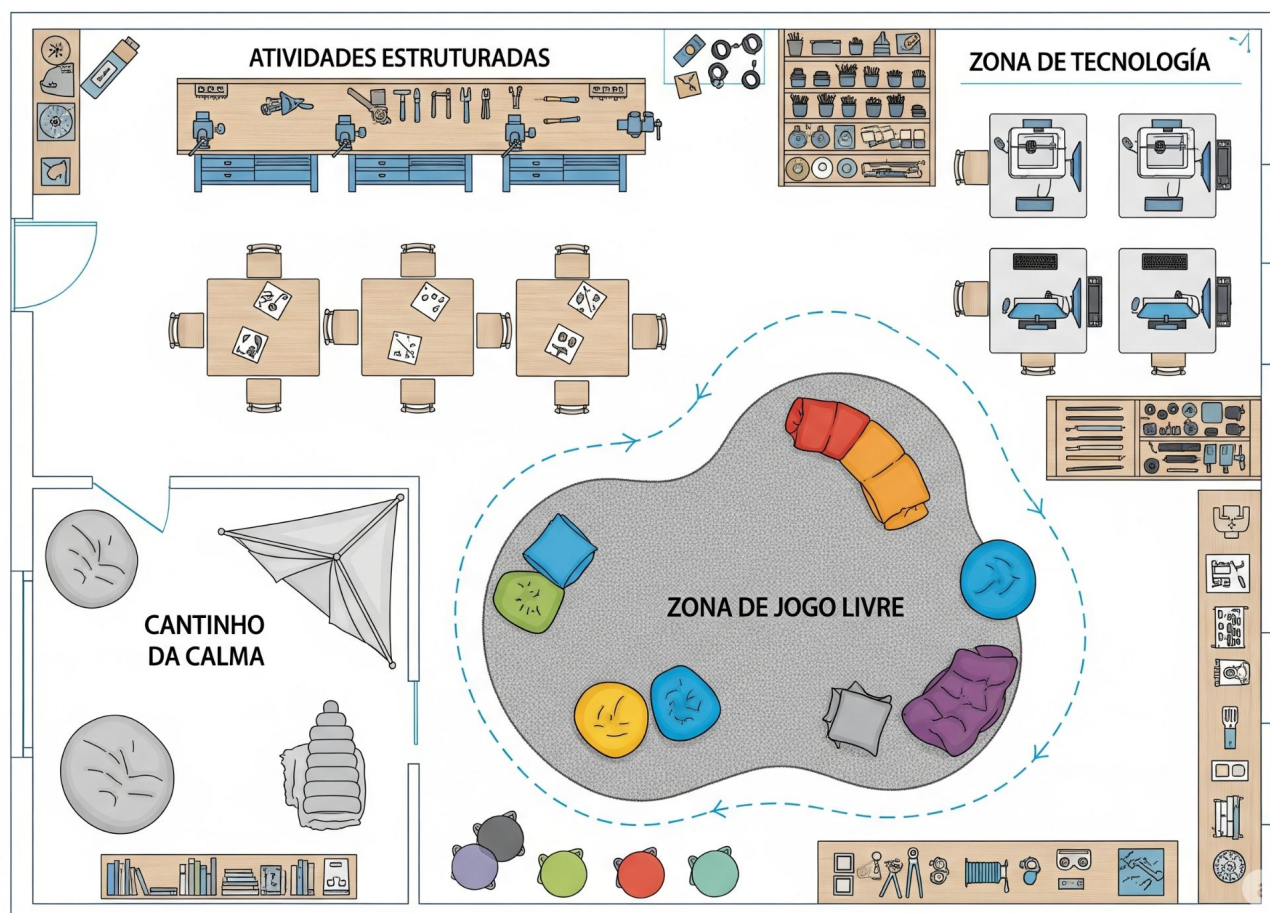 ATIVIDADES ESTRUTURADAS
ZONA DE TECNOLOGÍA
ZONA DE JOGO LIVRE
CANTINHO
DA CALMA